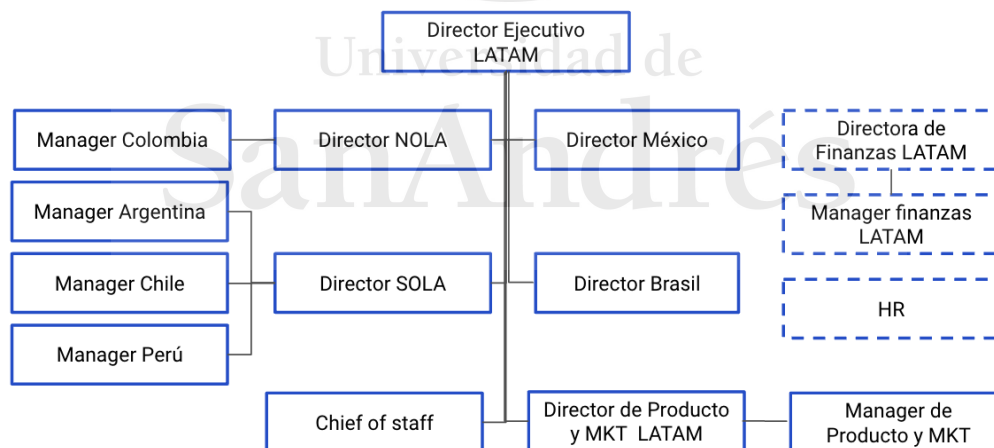 Director Ejecutivo
LATAM
Universidad de
SanAndrés
Manager Colombia
Director NOLA
Director México
Directora de
Finanzas LATAM
Manager Argentina
Manager finanzas
LATAM
Manager Chile
Director SOLA
Director Brasil
HR
Manager Perú
Chief of staff
Director de Producto
y MKT LATAM
Manager de
Producto y MKT